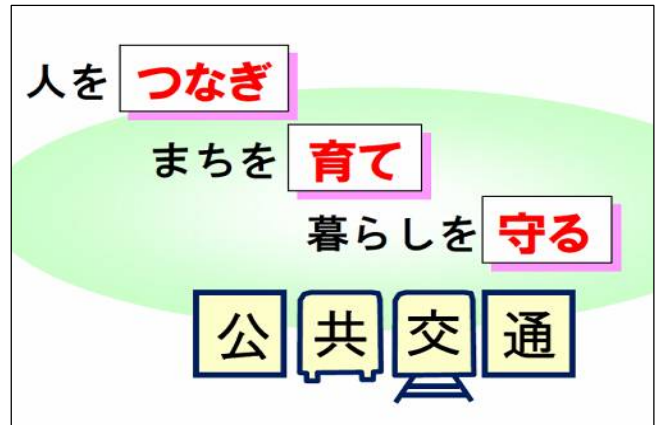 人をつなぎ
まちを育て
暮らしを守る
公共交通